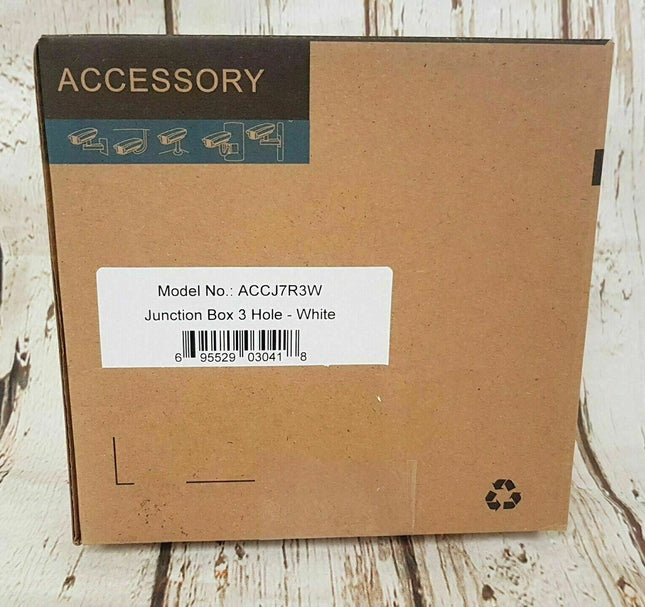 ACCESSORY
Model No.: ACCJ7R3W
Junction Box 3 Hole - White
6 95529 03041 8